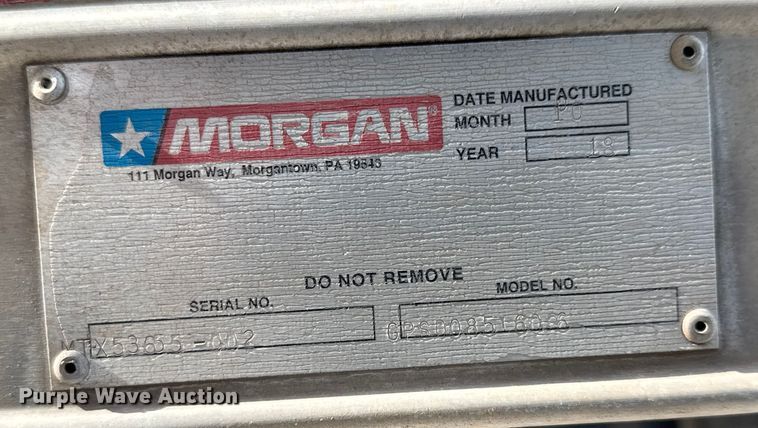 MORGAN®
111 Morgan Way, Morgantown, PA 19543
DATE MANUFACTURED
MONTH
YEAR 18
DO NOT REMOVE
SERIAL NO.
MODEL NO.
Purple Wave Auction